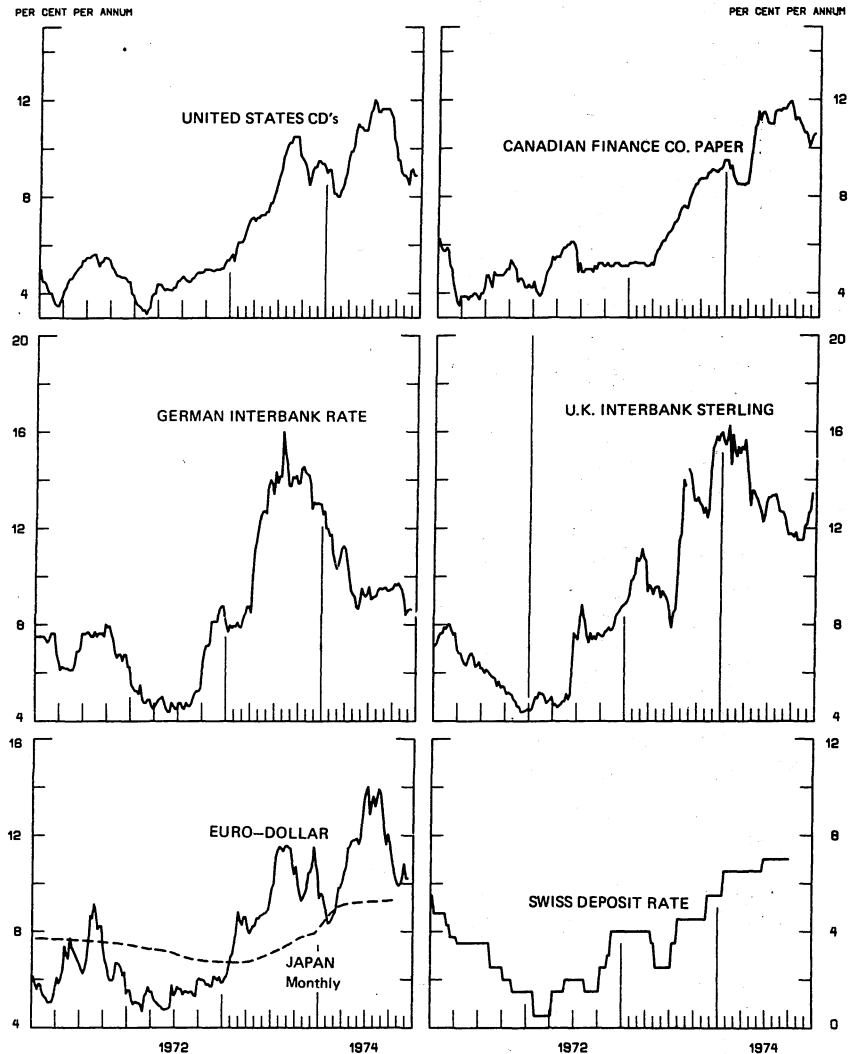 PER CENT PER ANNUM
PER CENT PER ANNUM
UNITED STATES CD's
12
8
4
CANADIAN FINANCE CO. PAPER
12
8
4
GERMAN INTERBANK RATE
20
16
12
8
4
U.K. INTERBANK STERLING
20
16
12
8
4
EURO-DOLLAR
JAPAN
Monthly
16
12
8
4
1972
1974
SWISS DEPOSIT RATE
12
8
4
0
1972
1974